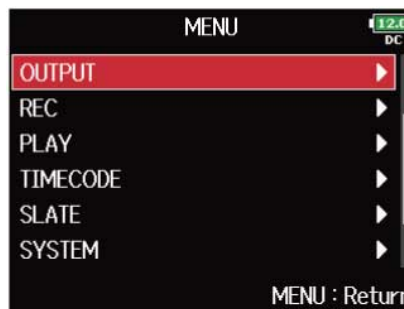 MENU
12.0
DC
OUTPUT
REC
PLAY
TIMECODE
SLATE
SYSTEM
MENU : Return